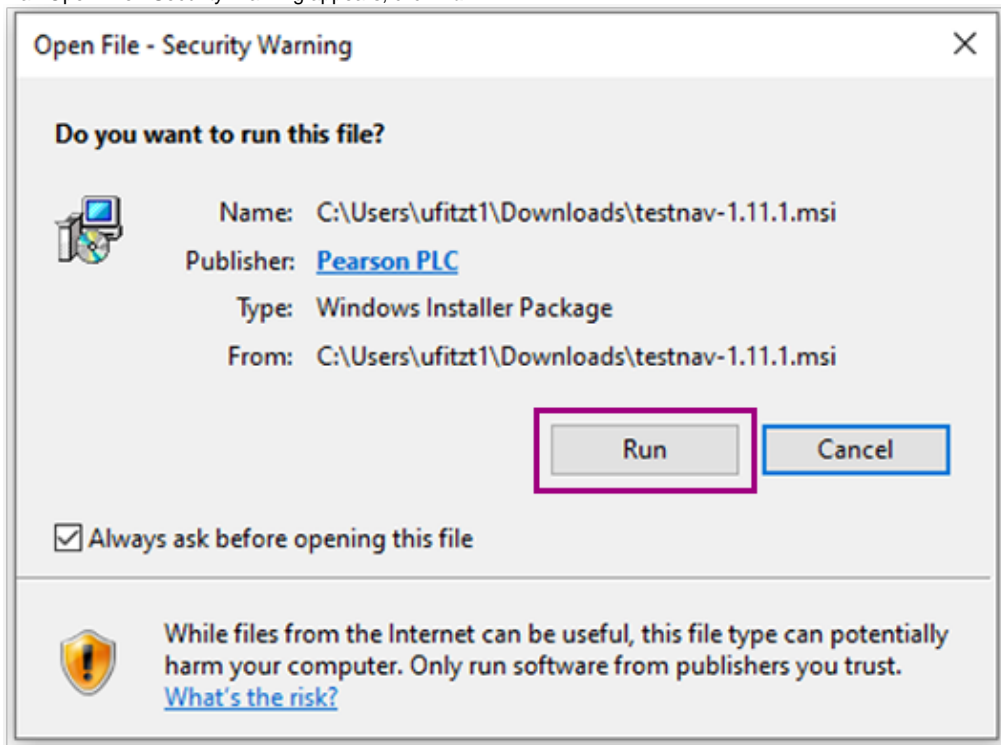 Open File - Security Warning
Do you want to run this file?
Name: C:\Users\ufitzt1\Downloads\testnav-1.11.1.msi
Publisher: Pearson PLC
Type: Windows Installer Package
From: C:\Users\ufitzt1\Downloads\testnav-1.11.1.msi
Run Cancel
Always ask before opening this file
While files from the Internet can be useful, this file type can potentially
harm your computer. Only run software from publishers you trust.
What's the risk?